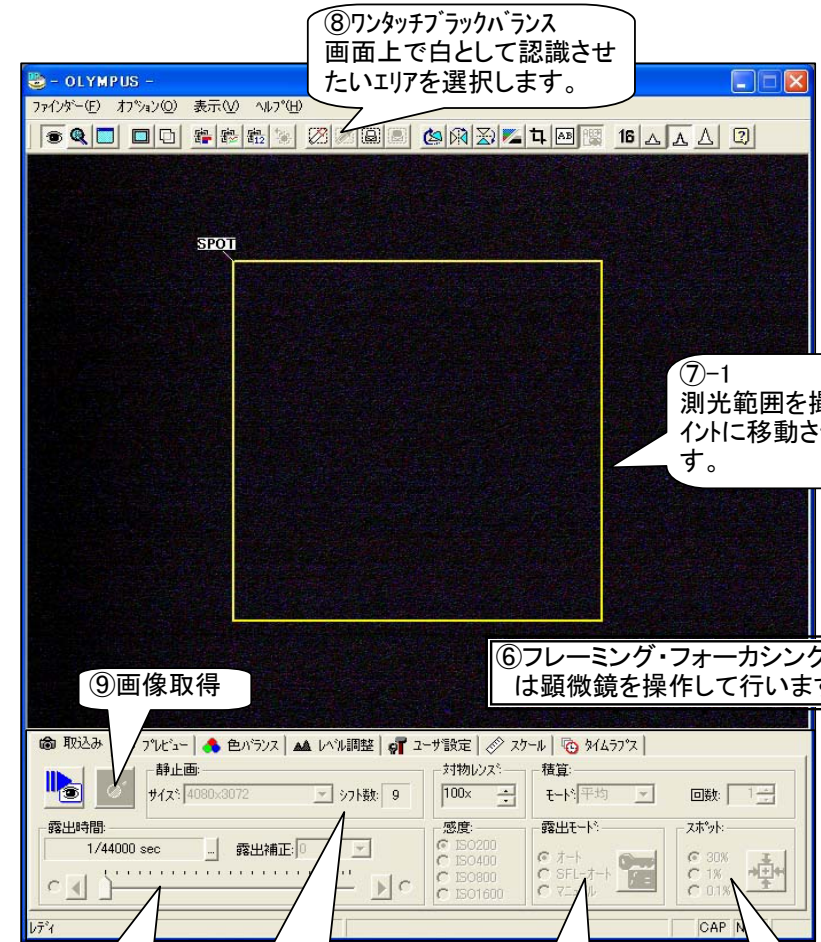 ⑧ワンタッチブラックバランス
画面上で白として認識させ
たいエリアを選択します。
- OLYMPUS -
ファインダー(F) オプション(O) 表示(V) ヘルプ(H)
12 AB 16
SPOT
⑦-1
測光範囲を撮
イントに移動さ
す。
⑥フレーミング・フォーカシング
は顕微鏡を操作して行います
⑨画像取得
取込み プレビュー 色バランス レベル調整 ユーザ設定 スケール タイムラプス
静止画: 対物レンズ: 積算:
サイズ: 4080x3072 シフト数: 9 100x モード: 平均 回数: 1
露出時間: 感度: 露出モード: スポット:
1/44000 sec ... 露出補正: 0 ISO200 オート 30%
ISO400 SFL-オート 1%
ISO800 マニュアル 0.1%
ISO1600
レディ CAP